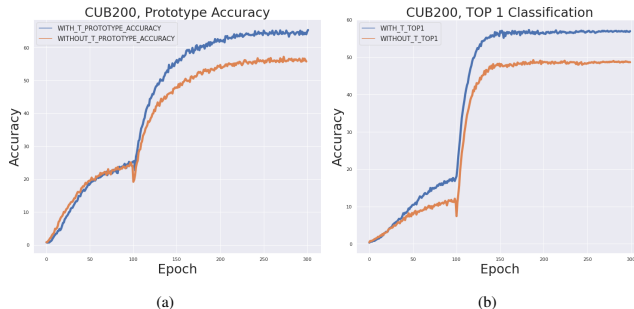 CUB200, Prototype Accuracy
WITH_T_PROTOTYPE_ACCURACY
WITHOUT_T_PROTOTYPE_ACCURACY
Accuracy
60
50
40
30
20
10
0
0 50 100 150 200 250 300
Epoch
(a)
CUB200, TOP 1 Classification
WITH_T_TOP1
WITHOUT_T_TOP1
Accuracy
60
50
40
30
20
10
0
0 50 100 150 200 250 300
Epoch
(b)